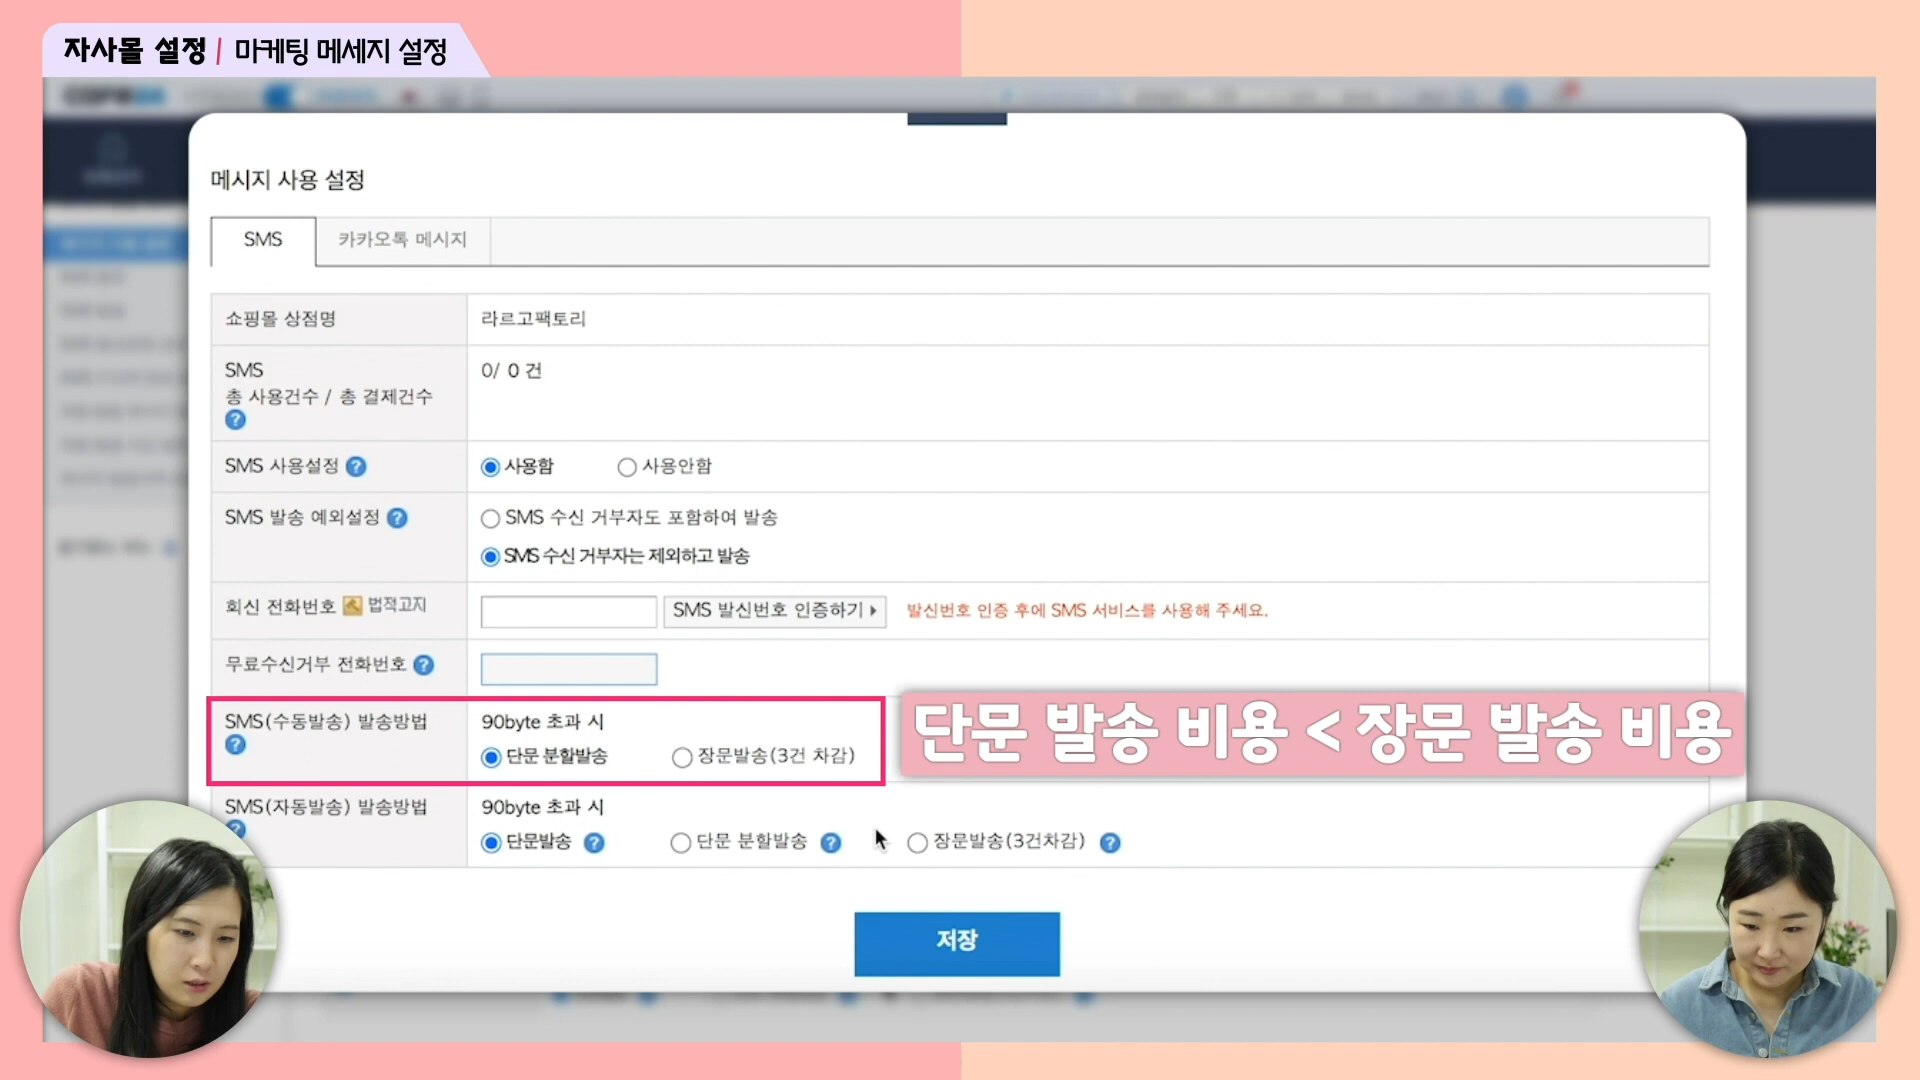 자사몰 설정 | 마케팅 메세지 설정
메시지 사용 설정
SMS
카카오톡 메시지
쇼핑몰 상점명
라르고팩토리
SMS
총 사용건수 / 총 결제건수
0/ 0 건
SMS 사용설정
사용함
사용안함
SMS 발송 예외설정
SMS 수신 거부자도 포함하여 발송
SMS 수신 거부자는 제외하고 발송
회신 전화번호 법적고지
SMS 발신번호 인증하기
발신번호 인증 후에 SMS 서비스를 사용해 주세요.
무료수신거부 전화번호
SMS(수동발송) 발송방법
90byte 초과 시
단문 분할발송
장문발송(3건 차감)
단문 발송 비용 < 장문 발송 비용
SMS(자동발송) 발송방법
90byte 초과 시
단문발송
단문 분할발송
장문발송(3건차감)
저장